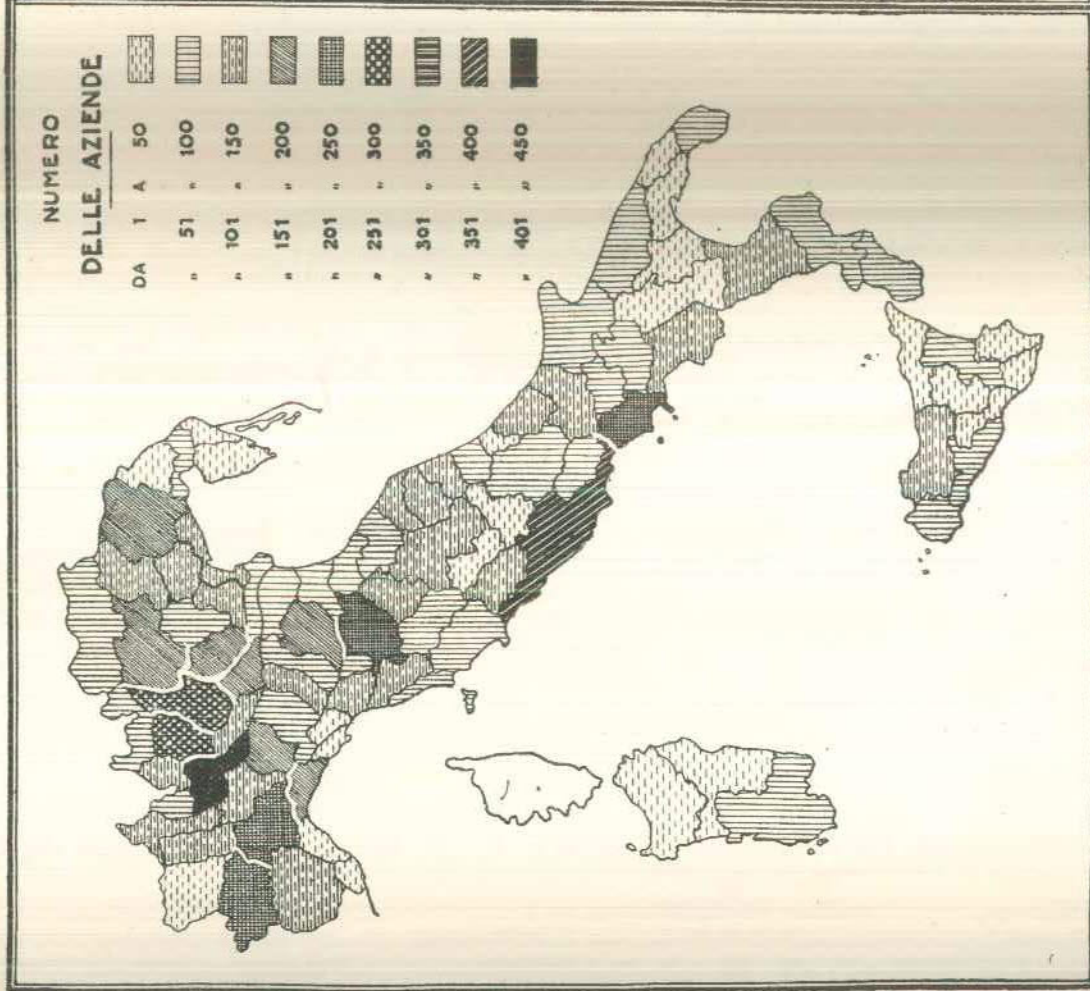 NUMERO
DELLE AZIENDE
DA 1 A 50
" 51 " 100
" 101 " 150
" 151 " 200
" 201 " 250
" 251 " 300
" 301 " 350
" 351 " 400
" 401 " 450